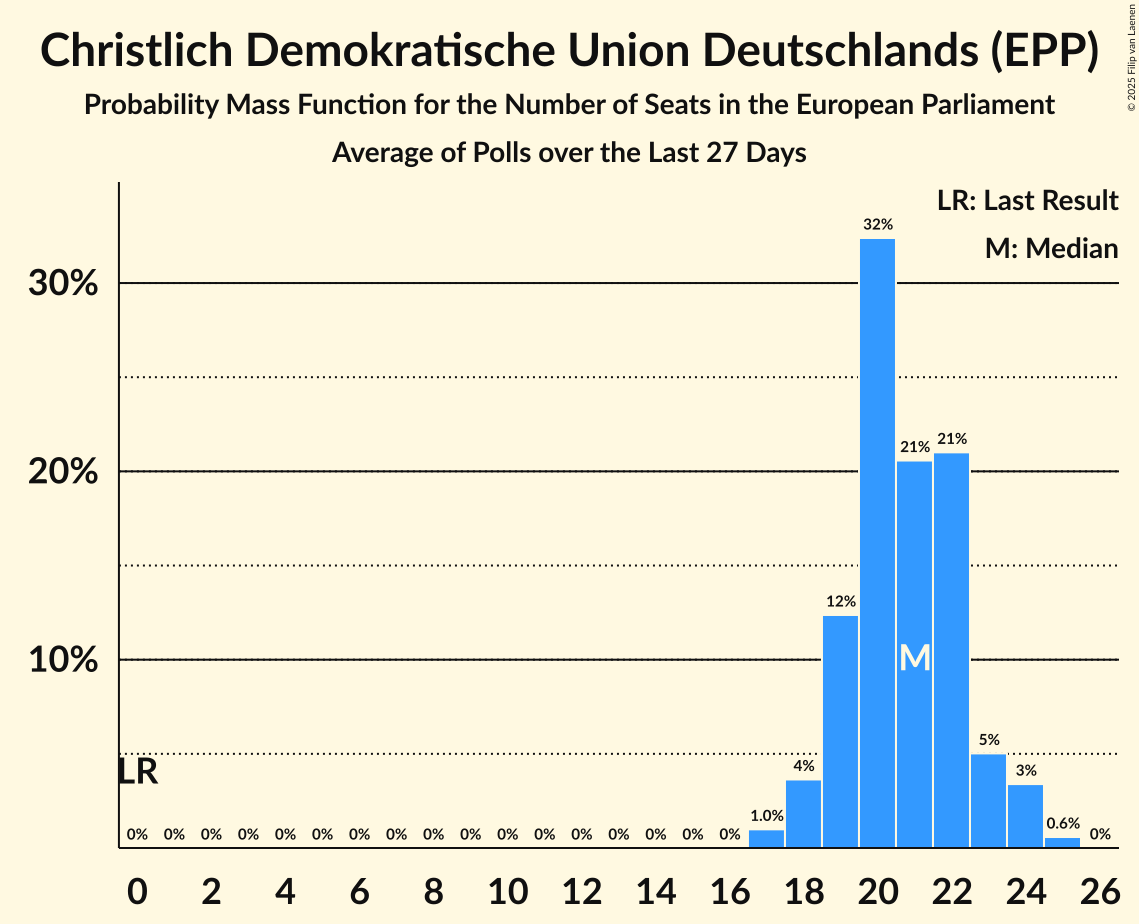 Christlich Demokratische Union Deutschlands (EPP)
Probability Mass Function for the Number of Seats in the European Parliament
Average of Polls over the Last 27 Days
© 2025 Filip van Laenen
LR: Last Result
M: Median
32%
30%
21% 21%
20%
12%
M
10%
5%
4% 3%
LR
1.0% 0.6%
0% 0% 0% 0% 0% 0% 0% 0% 0% 0% 0% 0% 0% 0% 0% 0% 0% 0%
0 2 4 6 8 10 12 14 16 18 20 22 24 26